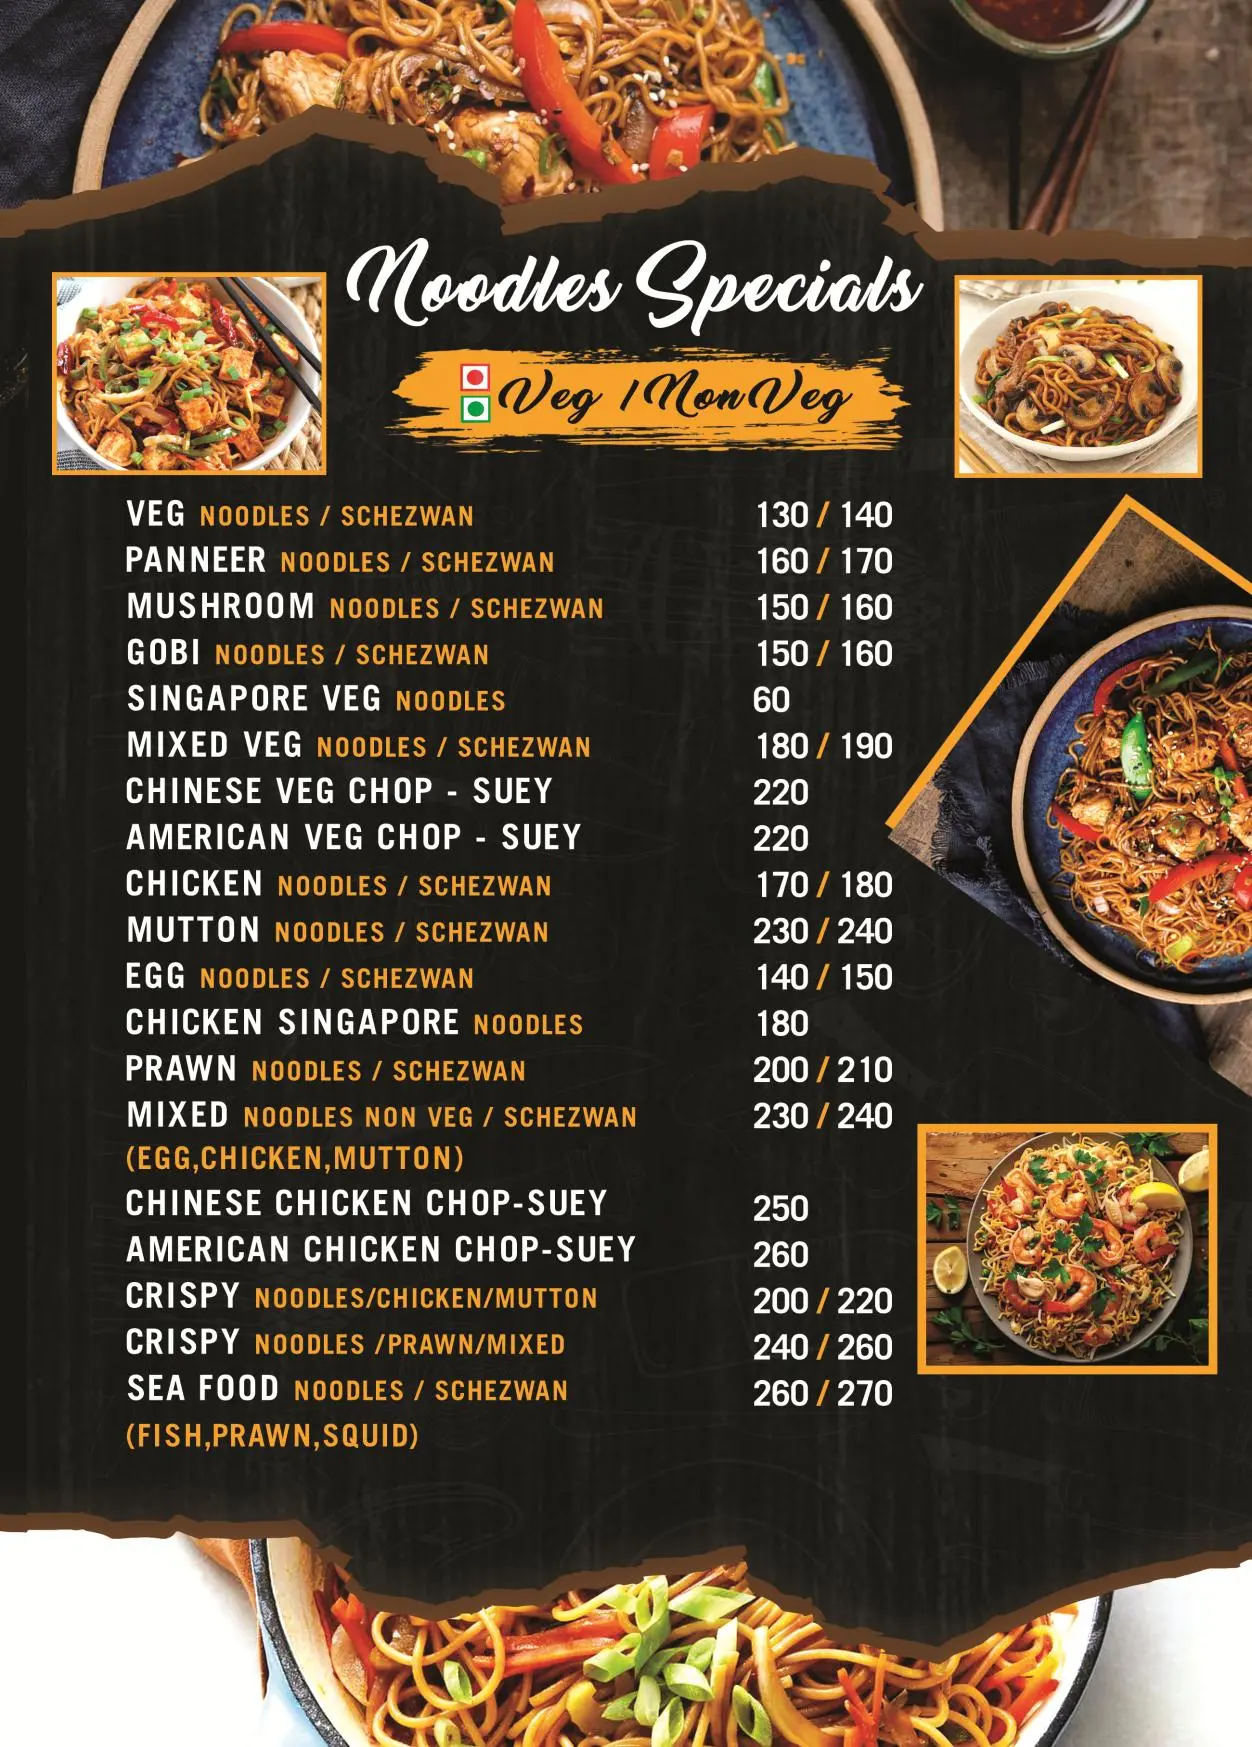 Noodles Specials
Veg / Non Veg
VEG NOODLES / SCHEZWAN 130 / 140
PANNEER NOODLES / SCHEZWAN 160 / 170
MUSHROOM NOODLES / SCHEZWAN 150 / 160
GOBI NOODLES / SCHEZWAN 150 / 160
SINGAPORE VEG NOODLES 60
MIXED VEG NOODLES / SCHEZWAN 180 / 190
CHINESE VEG CHOP - SUEY 220
AMERICAN VEG CHOP - SUEY 220
CHICKEN NOODLES / SCHEZWAN 170 / 180
MUTTON NOODLES / SCHEZWAN 230 / 240
EGG NOODLES / SCHEZWAN 140 / 150
CHICKEN SINGAPORE NOODLES 180
PRAWN NOODLES / SCHEZWAN 200 / 210
MIXED NOODLES NON VEG / SCHEZWAN 230 / 240
(EGG,CHICKEN,MUTTON)
CHINESE CHICKEN CHOP-SUEY 250
AMERICAN CHICKEN CHOP-SUEY 260
CRISPY NOODLES/CHICKEN/MUTTON 200 / 220
CRISPY NOODLES /PRAWN/MIXED 240 / 260
SEA FOOD NOODLES / SCHEZWAN 260 / 270
(FISH,PRAWN,SQUID)